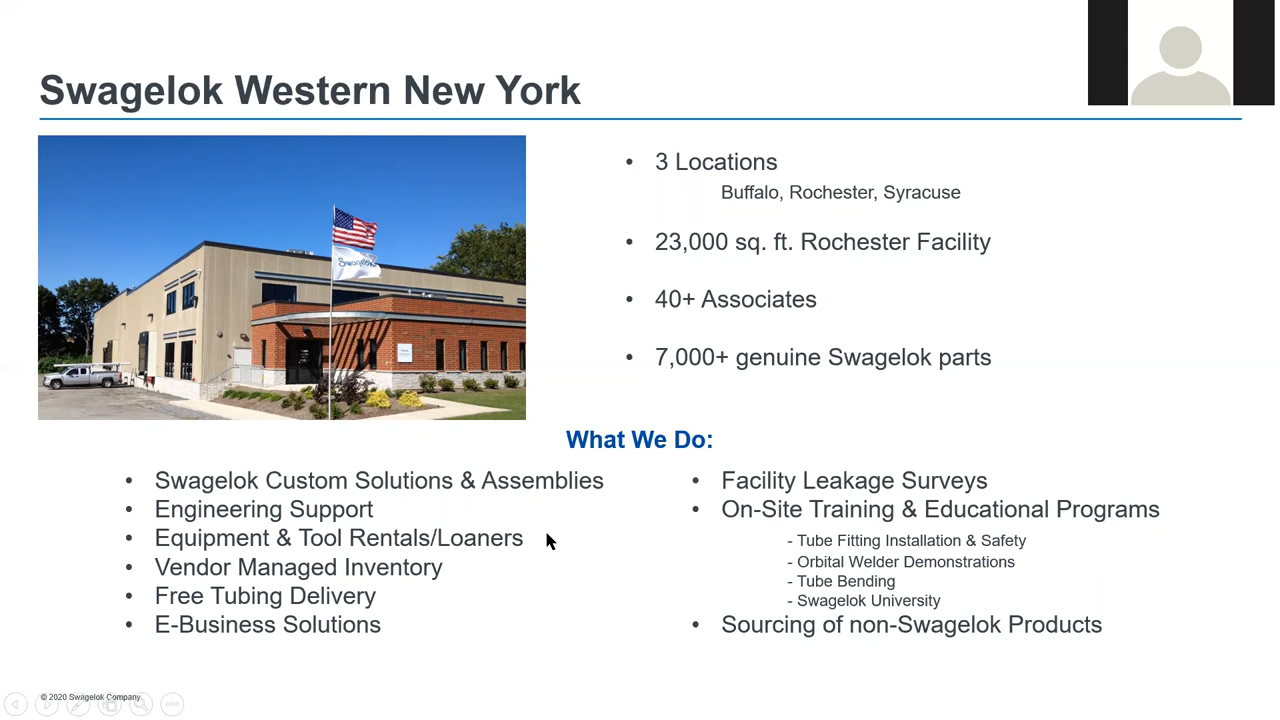 Swagelok Western New York
Swagelok
• 3 Locations
Buffalo, Rochester, Syracuse
• 23,000 sq. ft. Rochester Facility
• 40+ Associates
• 7,000+ genuine Swagelok parts
What We Do:
• Swagelok Custom Solutions & Assemblies
• Engineering Support
• Equipment & Tool Rentals/Loaners
• Vendor Managed Inventory
• Free Tubing Delivery
• E-Business Solutions
• Facility Leakage Surveys
• On-Site Training & Educational Programs
- Tube Fitting Installation & Safety
- Orbital Welder Demonstrations
- Tube Bending
- Swagelok University
• Sourcing of non-Swagelok Products
© 2020 Swagelok Company